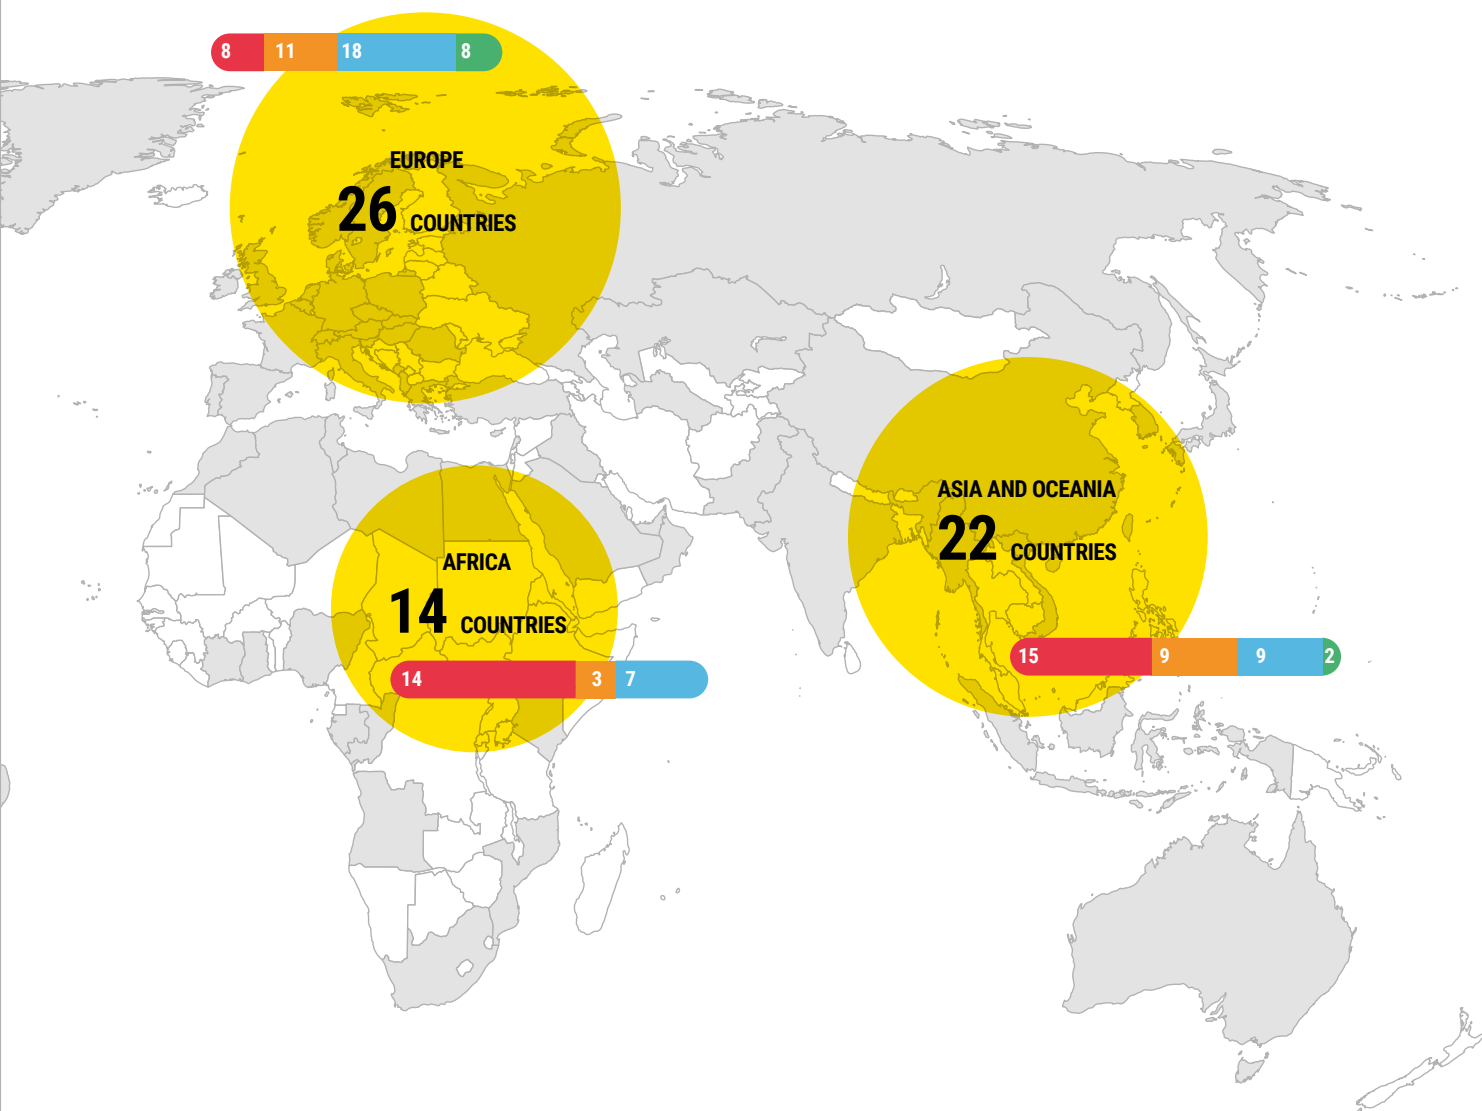 8 11 18 8
EUROPE
26 COUNTRIES
ASIA AND OCEANIA
22 COUNTRIES
AFRICA
14 COUNTRIES
15 9 9 2
14 3 7